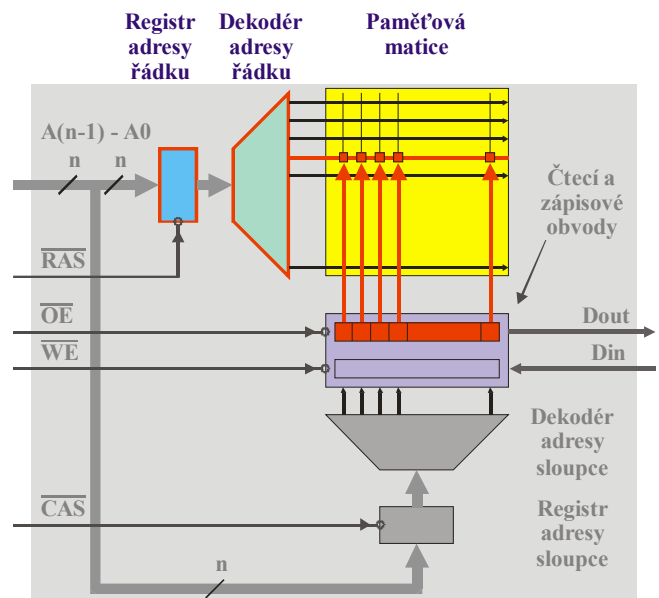 Registr
adresy
řádku
Dekodér
adresy
řádku
Paměťová
matice
A(n-1) - A0
n
n
Čtecí a
zápisové
obvody
RAS
OE
Dout
WE
Din
Dekodér
adresy
sloupce
CAS
Registr
adresy
sloupce
n